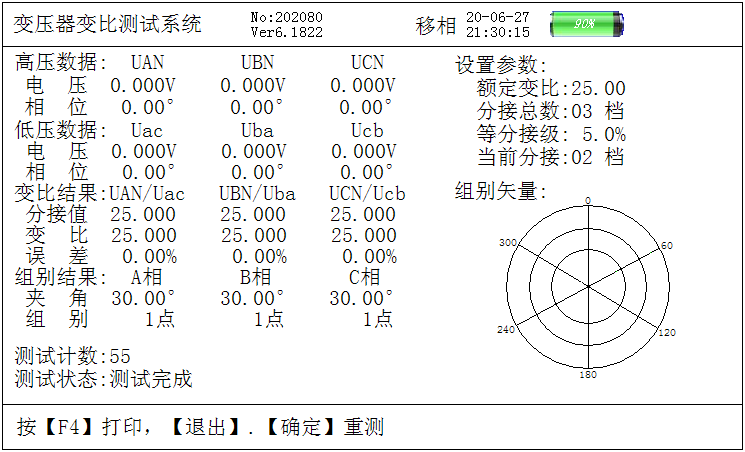 变压器变比测试系统 No:202080 移相 20-06-27 90%
Ver6.1822 21:30:15
高压数据: UAN UBN UCN
电 压 0.000V 0.000V 0.000V
相 位 0.00° 0.00° 0.00°
低压数据: Uac Uba Ucb
电 压 0.000V 0.000V 0.000V
相 位 0.00° 0.00° 0.00°
变比结果:UAN/Uac UBN/Uba UCN/Ucb
分接值 25.000 25.000 25.000
变 比 25.000 25.000 25.000
误 差 0.00% 0.00% 0.00%
组别结果: A相 B相 C相
夹 角 30.00° 30.00° 30.00°
组 别 1点 1点 1点
测试计数:55
测试状态:测试完成
设置参数:
额定变比:25.00
分接总数:03 档
等分接级: 5.0%
当前分接:02 档
组别矢量:
0
300 60
240 120
180
按【F4】打印,【退出】.【确定】重测